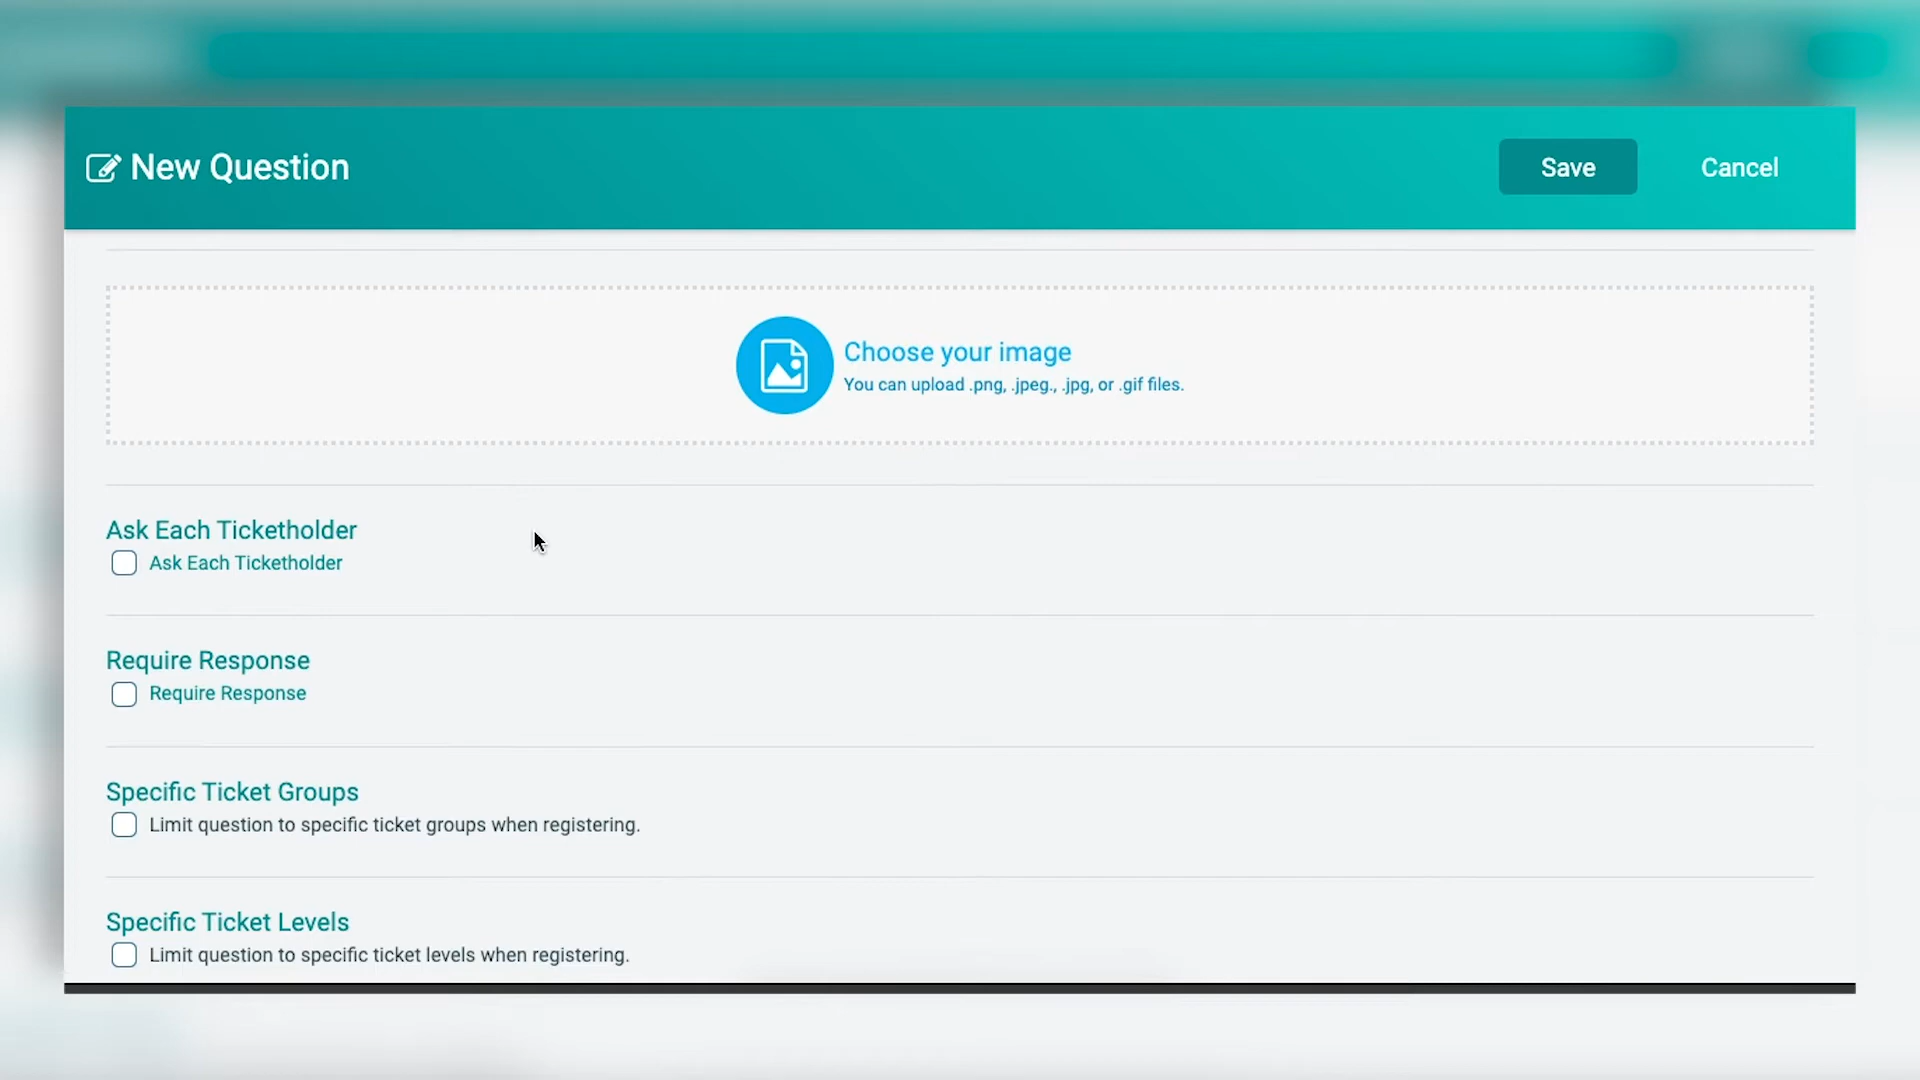 New Question
Save
Cancel
Choose your image
You can upload .png, .jpeg., .jpg, or .gif files.
Ask Each Ticketholder
Ask Each Ticketholder
Require Response
Require Response
Specific Ticket Groups
Limit question to specific ticket groups when registering.
Specific Ticket Levels
Limit question to specific ticket levels when registering.